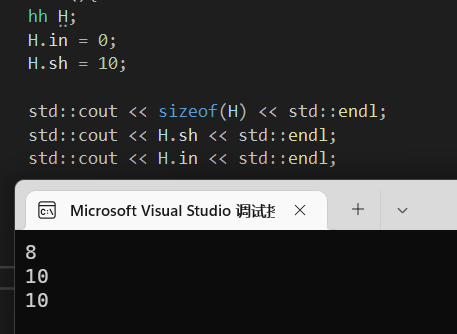 hh H;
H.in = 0;
H.sh = 10;
std::cout << sizeof(H) << std::endl;
std::cout << H.sh << std::endl;
std::cout << H.in << std::endl;
Microsoft Visual Studio 调试
8
10
10